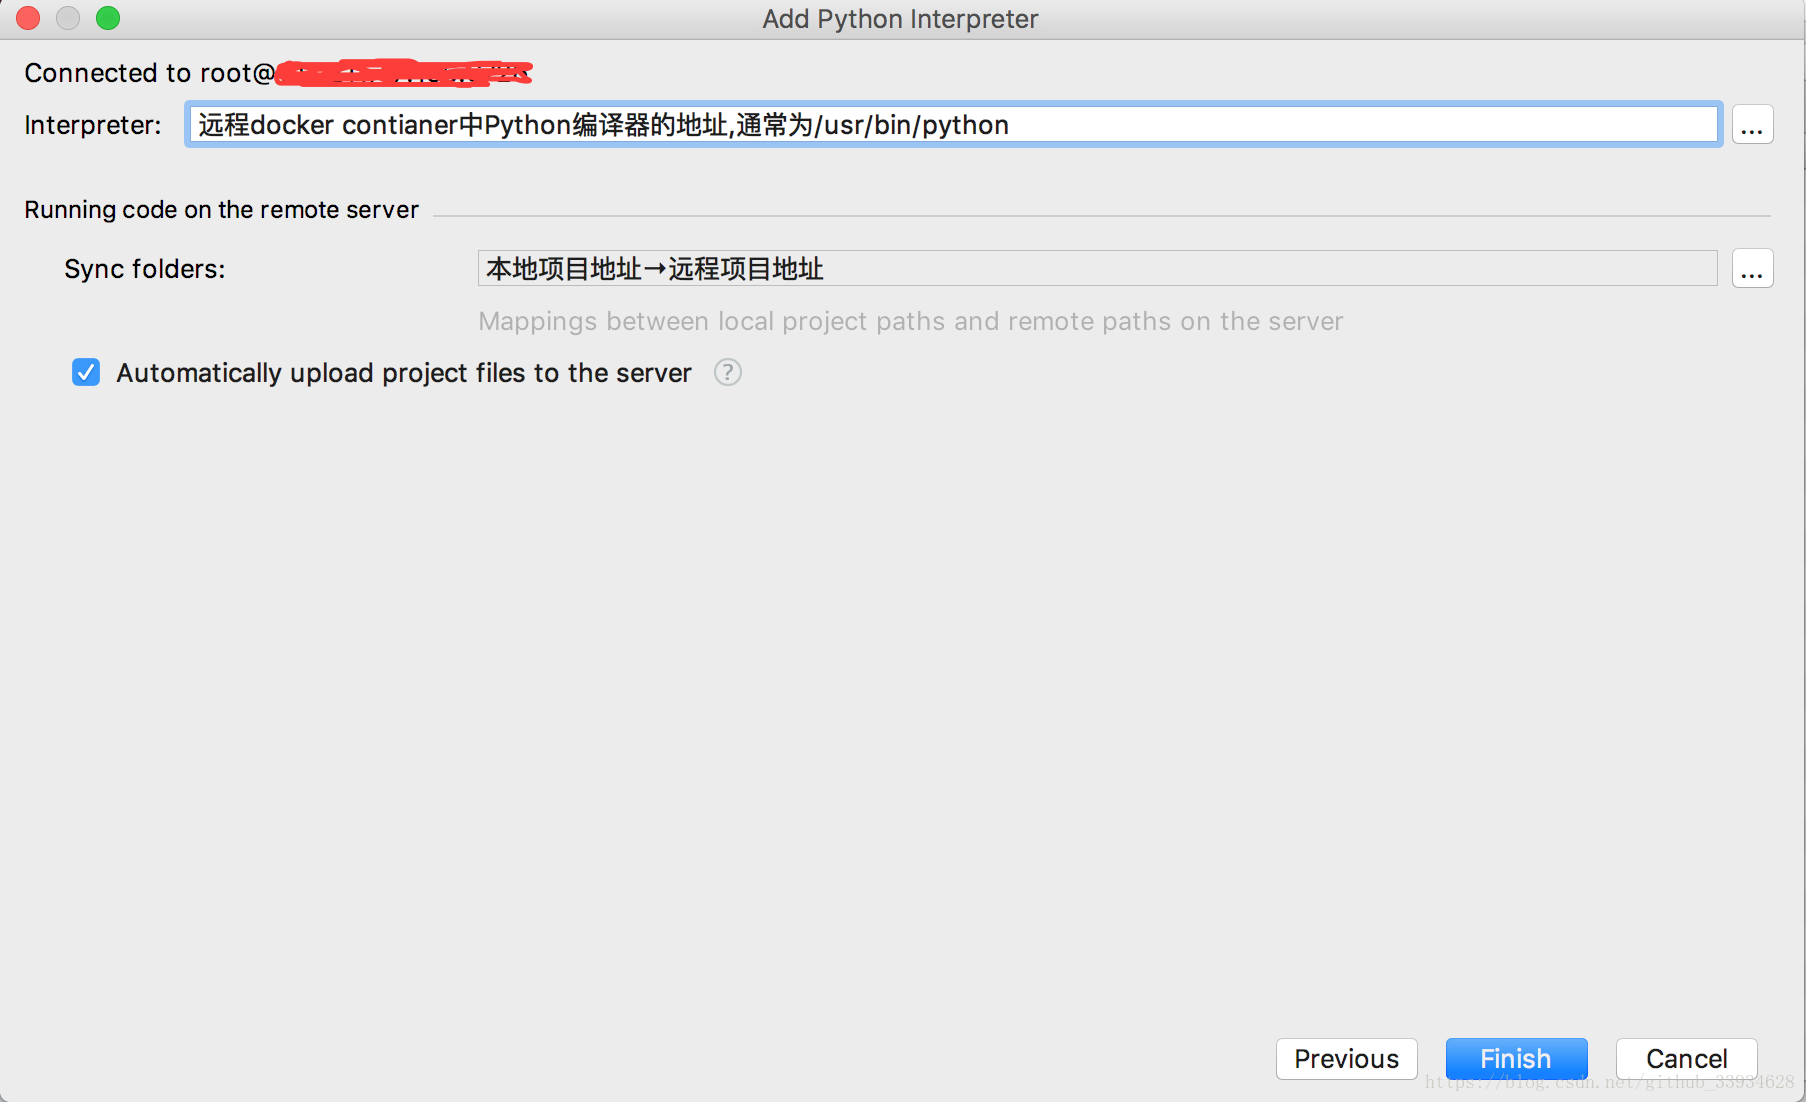 Add Python Interpreter
Connected to root@
Interpreter: 远程docker contianer中Python编译器的地址,通常为/usr/bin/python ...
Running code on the remote server
Sync folders: 本地项目地址→远程项目地址 ...
Mappings between local project paths and remote paths on the server
Automatically upload project files to the server ?
Previous Finish Cancel
https://blog.csdn.net/github_33934628